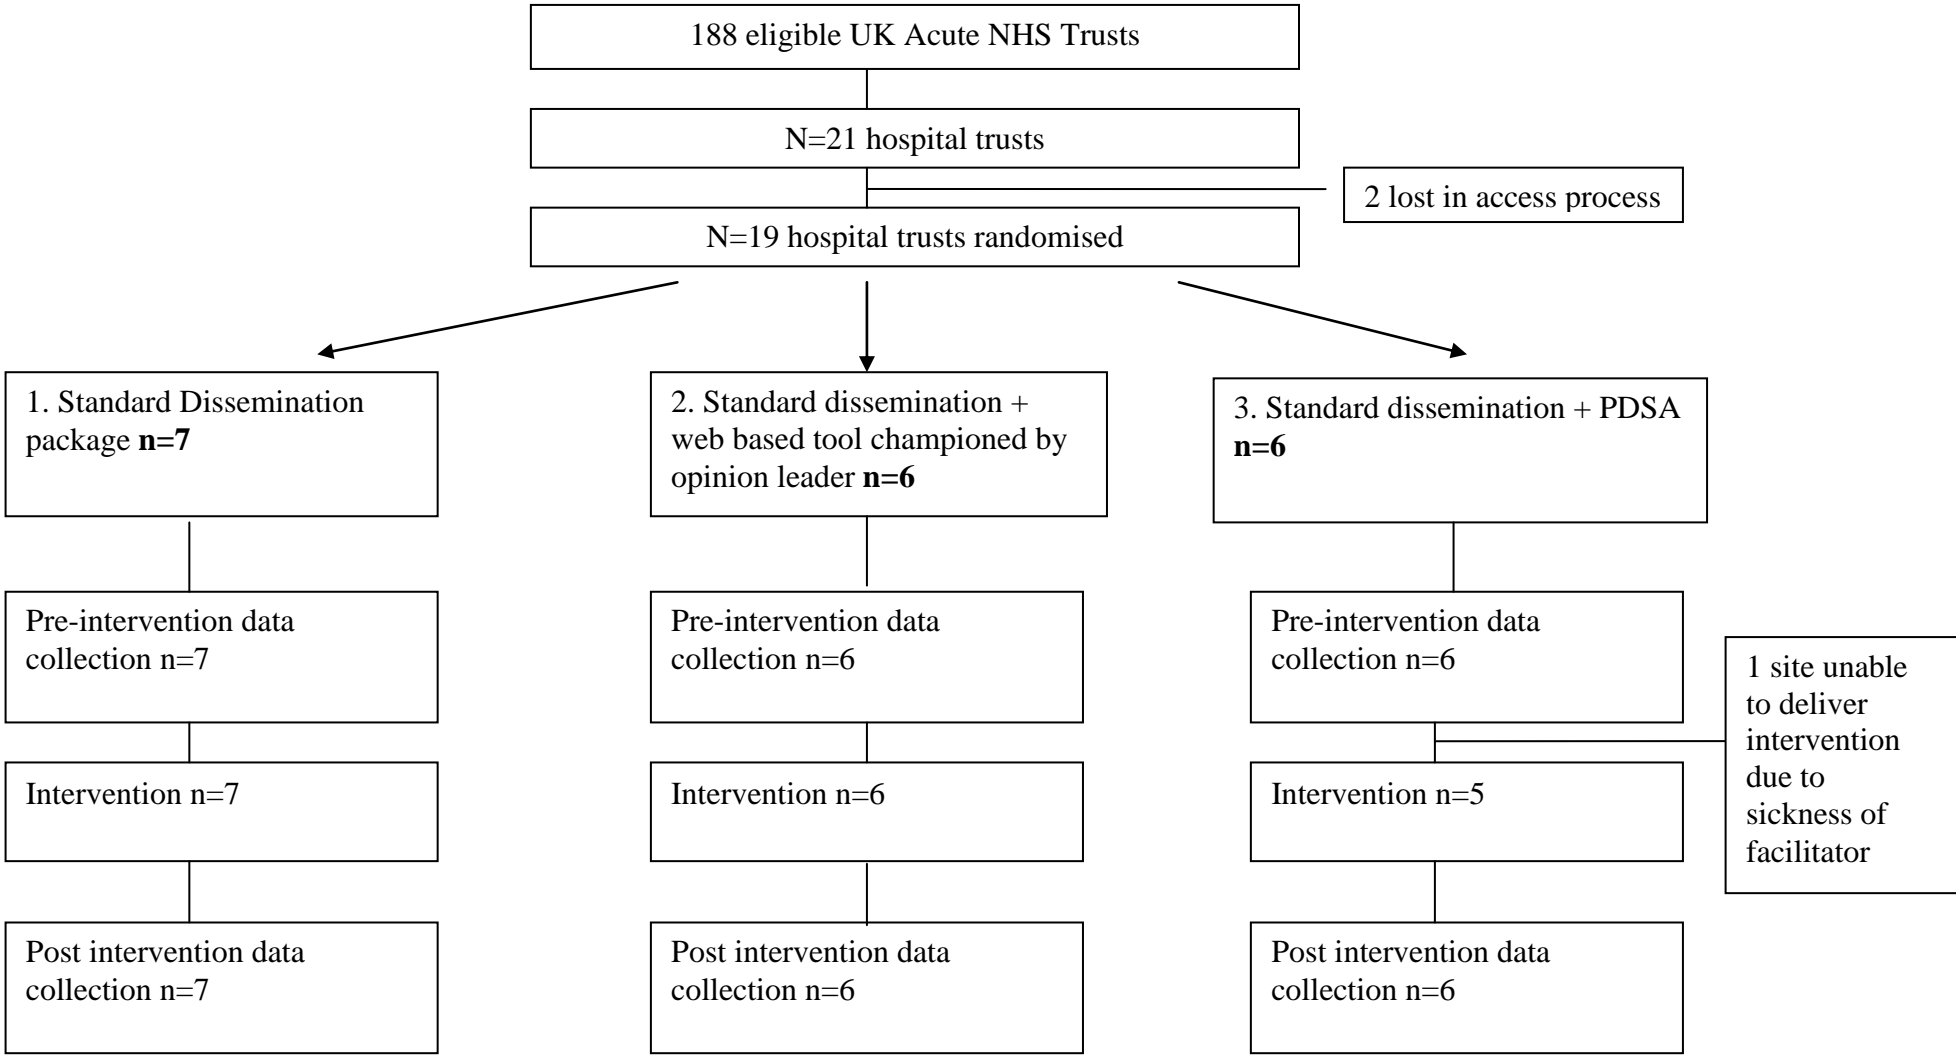 188 eligible UK Acute NHS Trusts
N=21 hospital trusts
2 lost in access process
N=19 hospital trusts randomised
1. Standard Dissemination
package n=7
2. Standard dissemination +
web based tool championed by
opinion leader n=6
3. Standard dissemination + PDSA
n=6
Pre-intervention data
collection n=7
Pre-intervention data
collection n=6
Pre-intervention data
collection n=6
1 site unable
to deliver
intervention
due to
sickness of
facilitator
Intervention n=7
Intervention n=6
Intervention n=5
Post intervention data
collection n=7
Post intervention data
collection n=6
Post intervention data
collection n=6